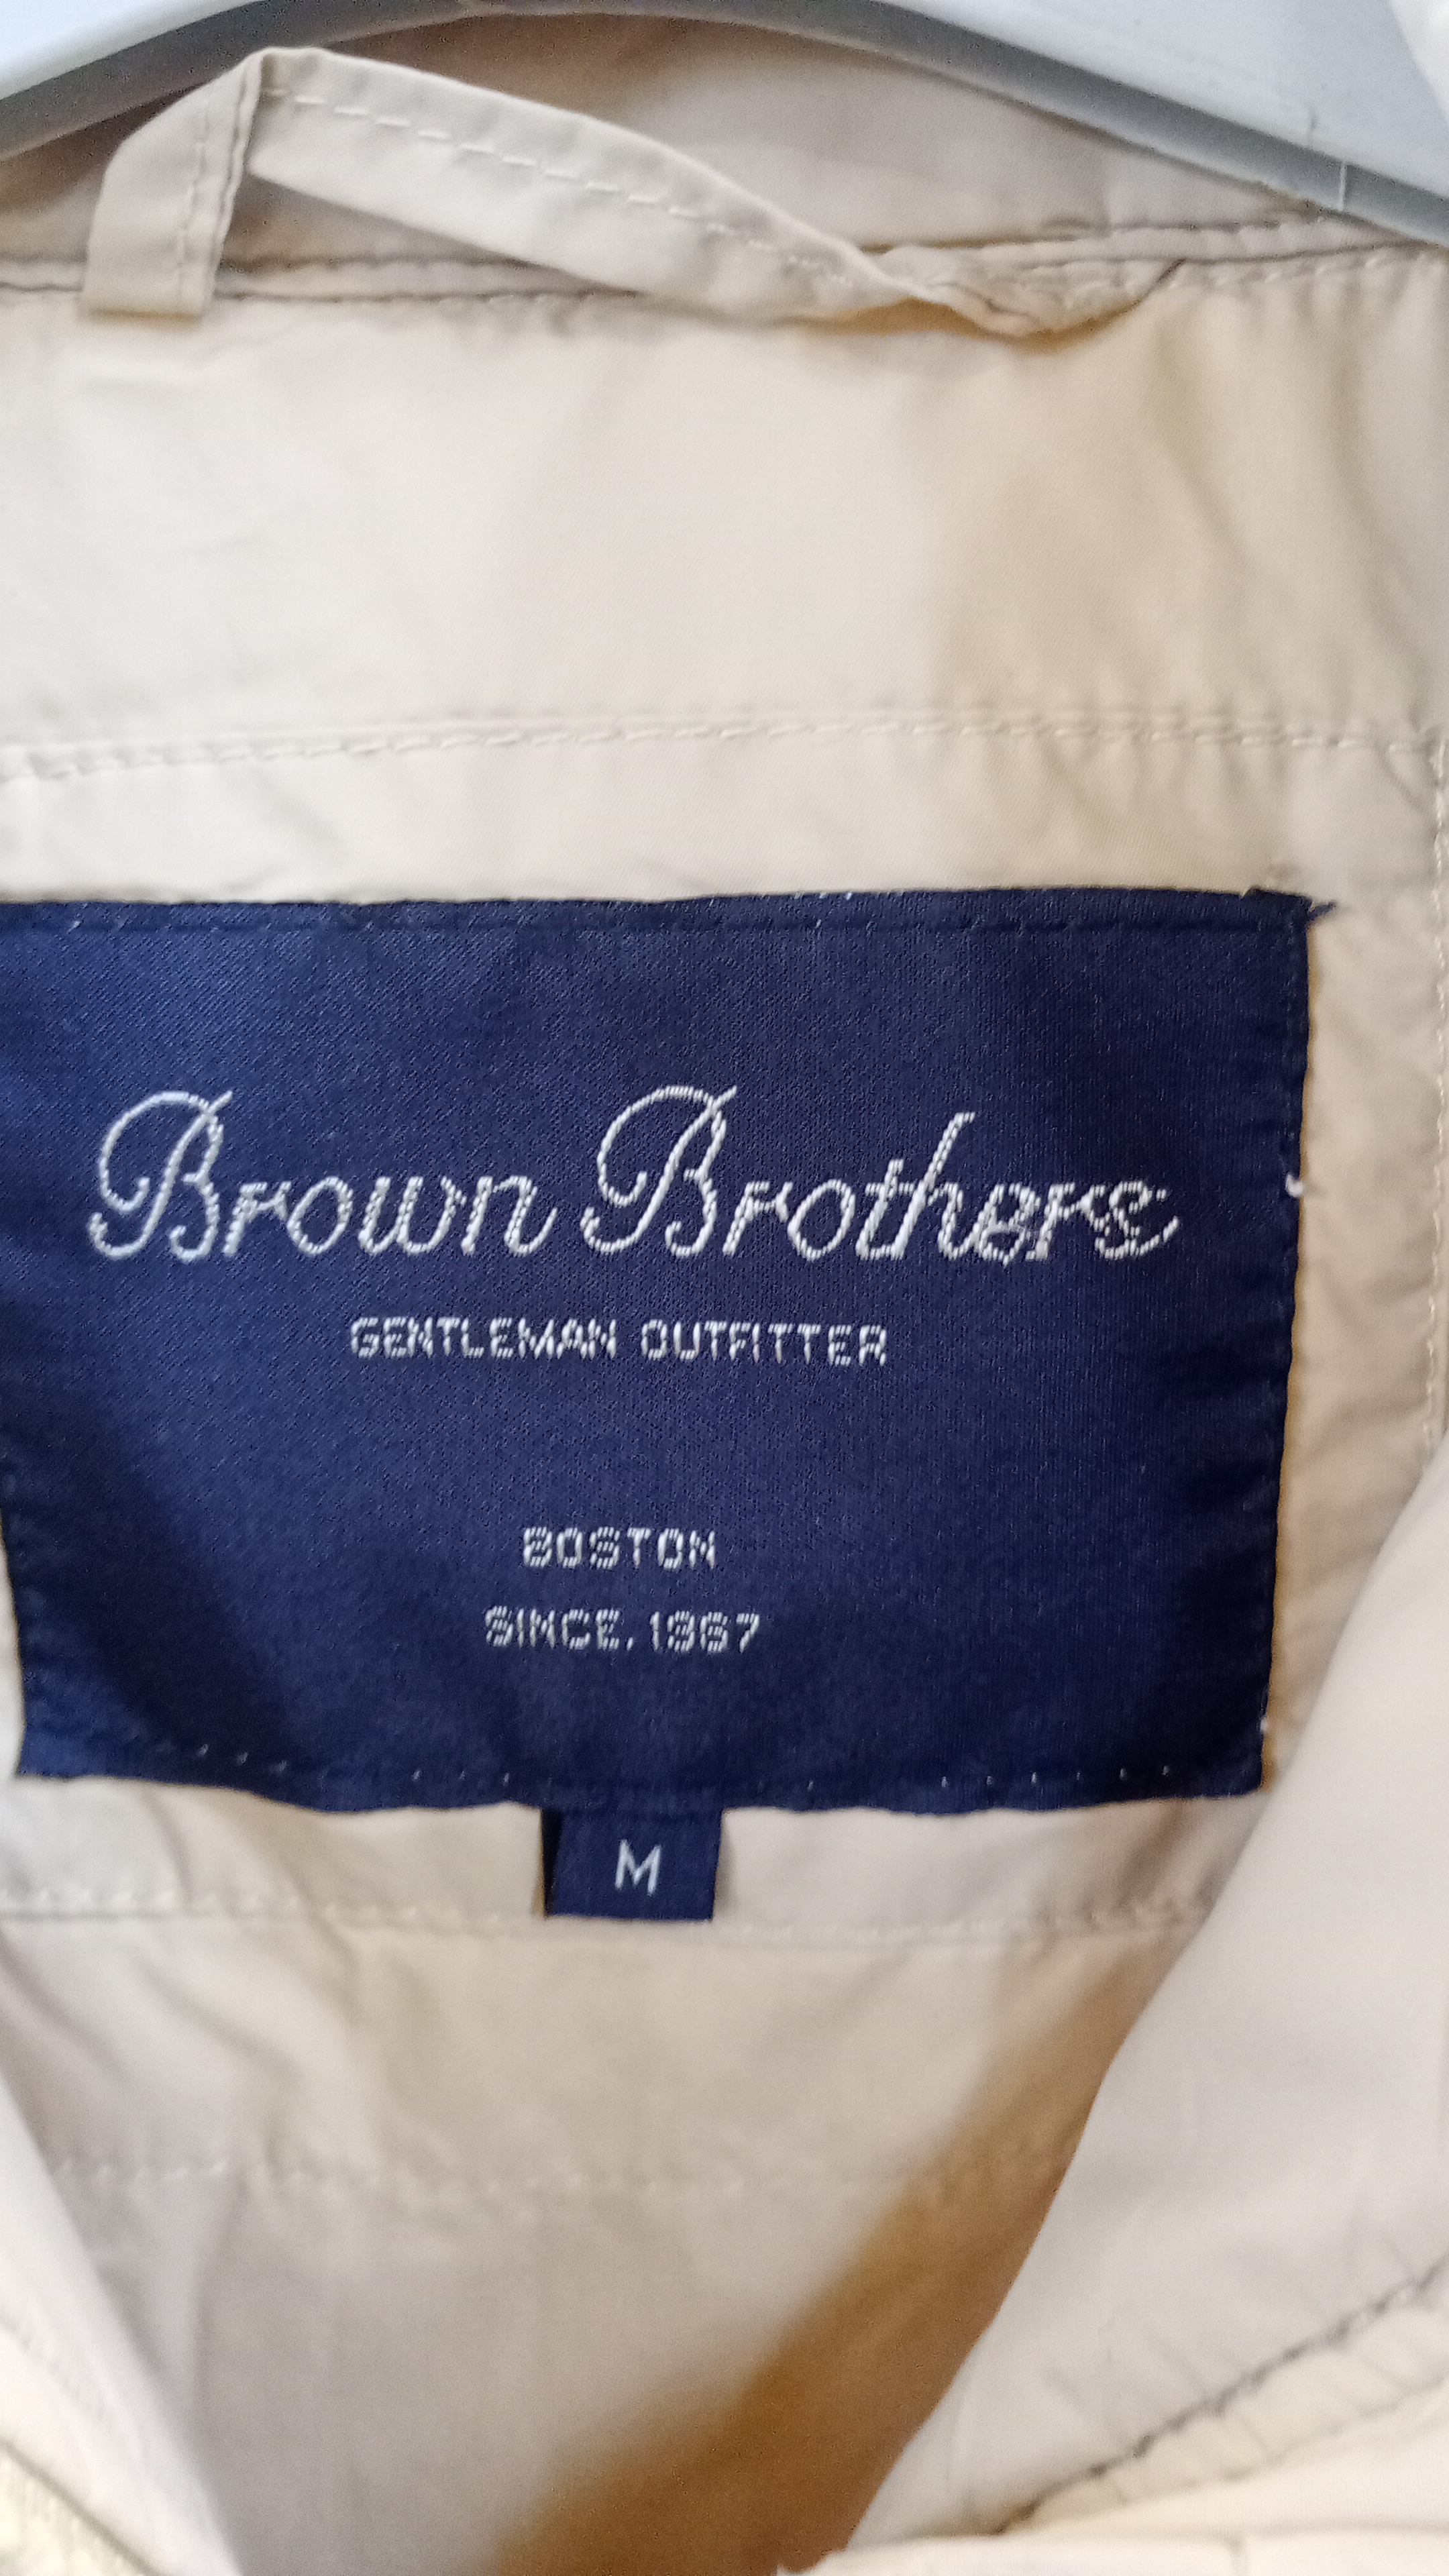 Brown Brothers
GENTLEMAN OUTFITTER
BOSTON
SINCE.1967
M